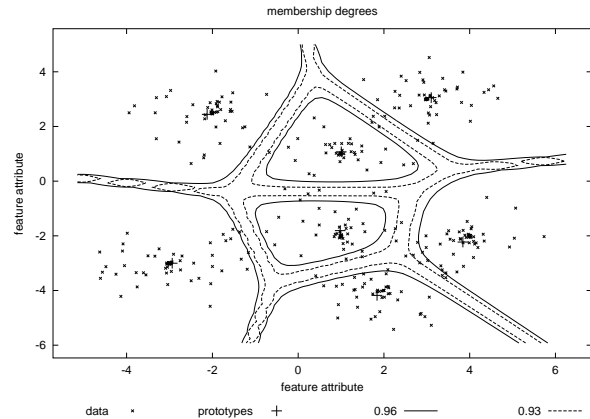 membership degrees
feature attribute
4
2
0
-2
-4
-6
-4
-2
0
2
4
6
feature attribute
data
prototypes
0.96
0.93